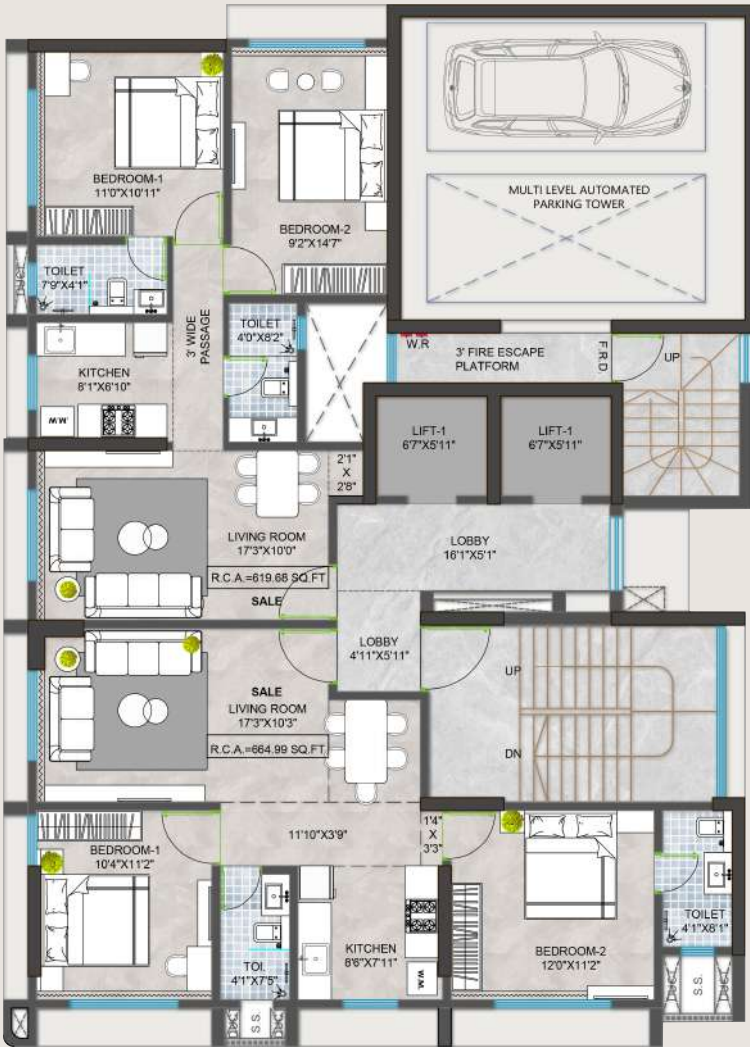 MULTI LEVEL AUTOMATED
PARKING TOWER
BEDROOM-1
11'0"X10'11"
BEDROOM-2
9'2"X14'7"
TOILET
7'9"X4'1"
3' WIDE
PASSAGE
TOILET
4'0"X8'2"
W.R
3' FIRE ESCAPE
PLATFORM
F.R.D
UP
KITCHEN
8'1"X6'10"
M.W.
LIFT-1
6'7"X5'11"
LIFT-1
6'7"X5'11"
2'1"
X
2'8"
LIVING ROOM
17'3"X10'0"
R.C.A.=619.68 SQ.FT
SALE
LOBBY
16'1"X5'1"
LOBBY
4'11"X5'11"
UP
DN
SALE
LIVING ROOM
17'3"X10'3"
R.C.A.=664.99 SQ.FT.
11'10"X3'9"
1'4"
X
3'3"
BEDROOM-1
10'4"X11'2"
TOI.
4'1"X7'5"
KITCHEN
8'6"X7'11"
W.M.
BEDROOM-2
12'0"X11'2"
TOILET
4'1"X8'1"
S.S.
S.S.